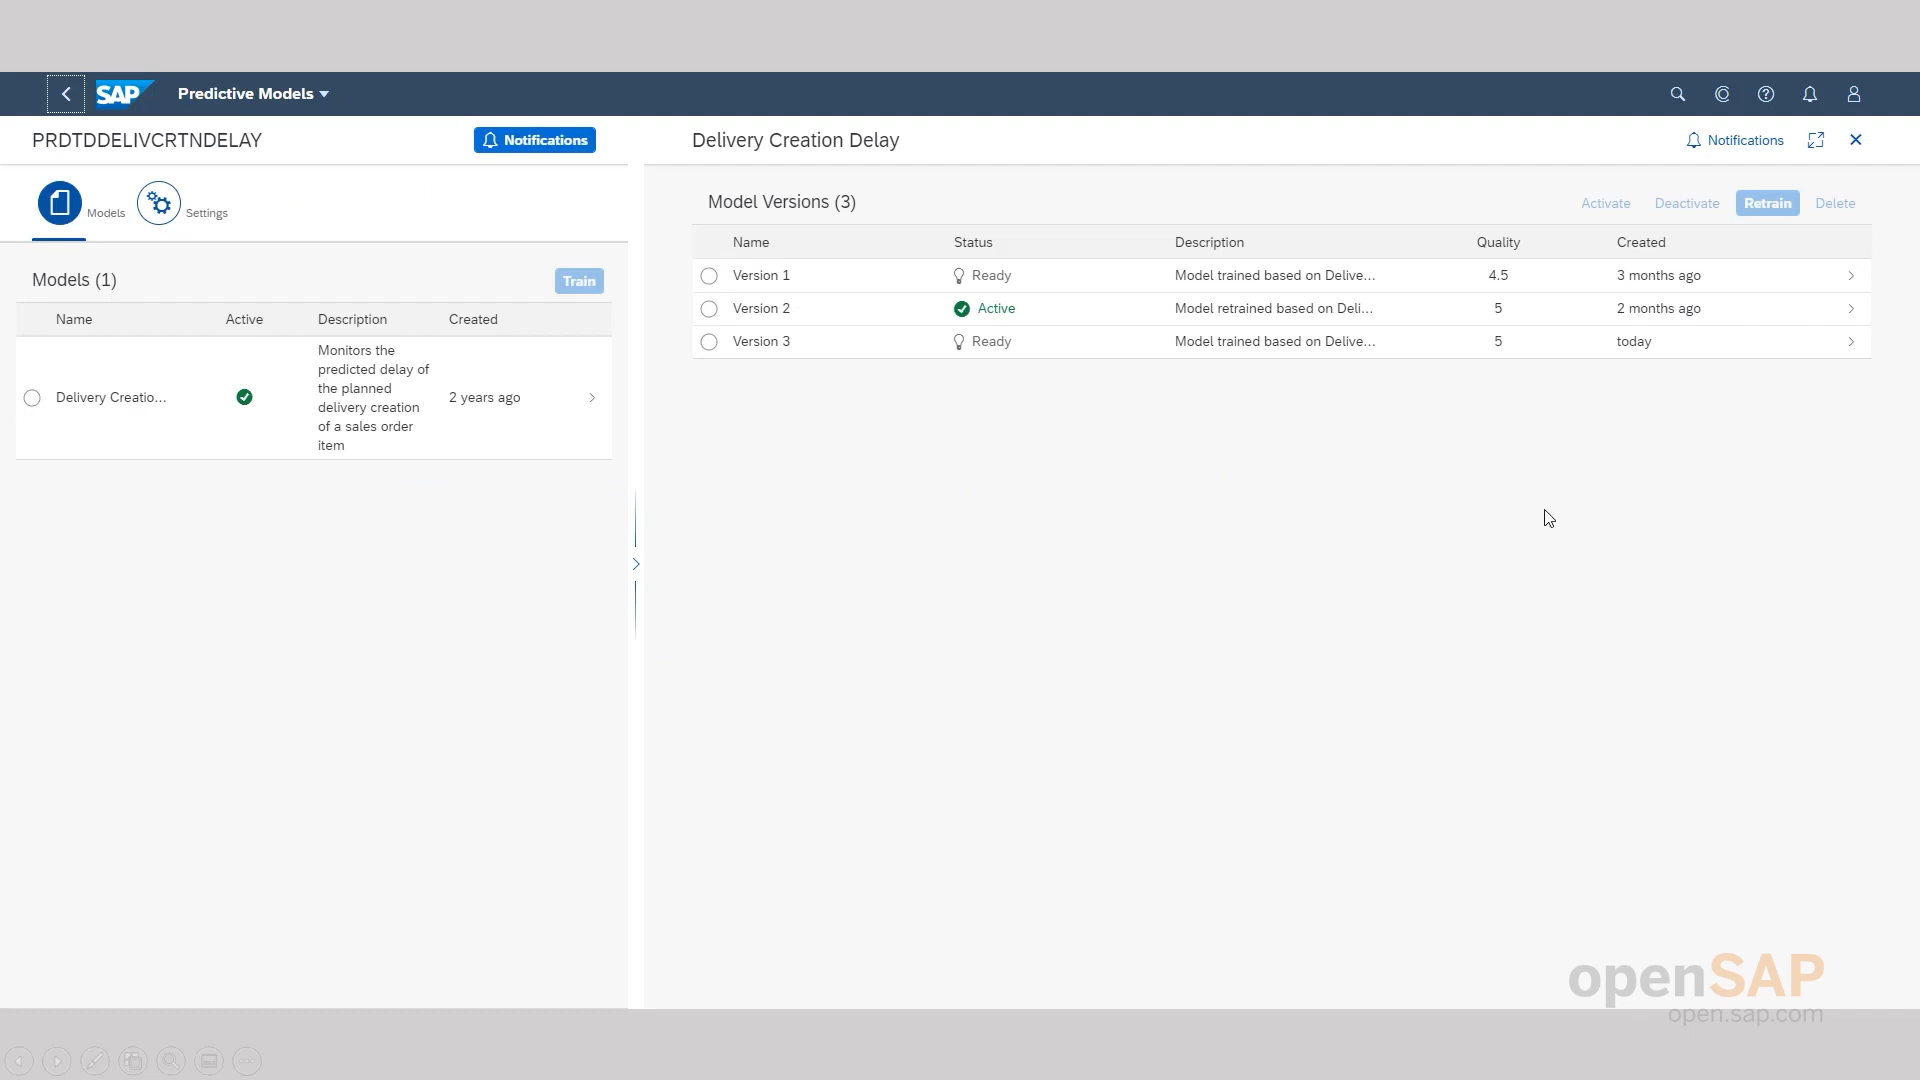 SAP Predictive Models
PRDTDDELIVCRTNDELAY Notifications
Models Settings
Models (1) Train
Name Active Description Created
Delivery Creatio... Monitors the
predicted delay of
the planned
delivery creation
of a sales order
item 2 years ago
Delivery Creation Delay Notifications
Model Versions (3) Activate Deactivate Retrain Delete
Name Status Description Quality Created
Version 1 Ready Model trained based on Delive... 4.5 3 months ago
Version 2 Active Model retrained based on Deli... 5 2 months ago
Version 3 Ready Model trained based on Delive... 5 today
openSAP
open.sap.com